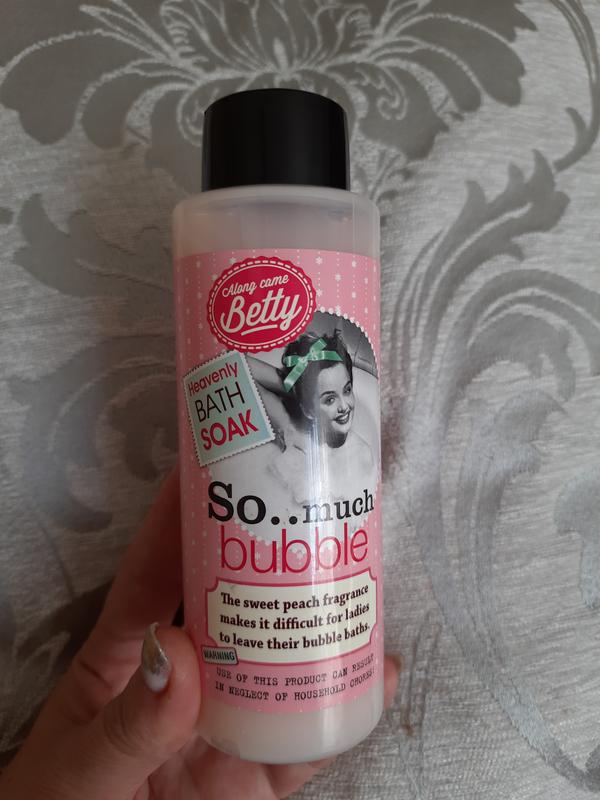 Along came
Betty
Heavenly
BATH
SOAK
So..much
bubble
The sweet peach fragrance
makes it difficult for ladies
to leave their bubble baths.
WARNING
USE OF THIS PRODUCT CAN RESULT
IN NEGLECT OF HOUSEHOLD CHORES!